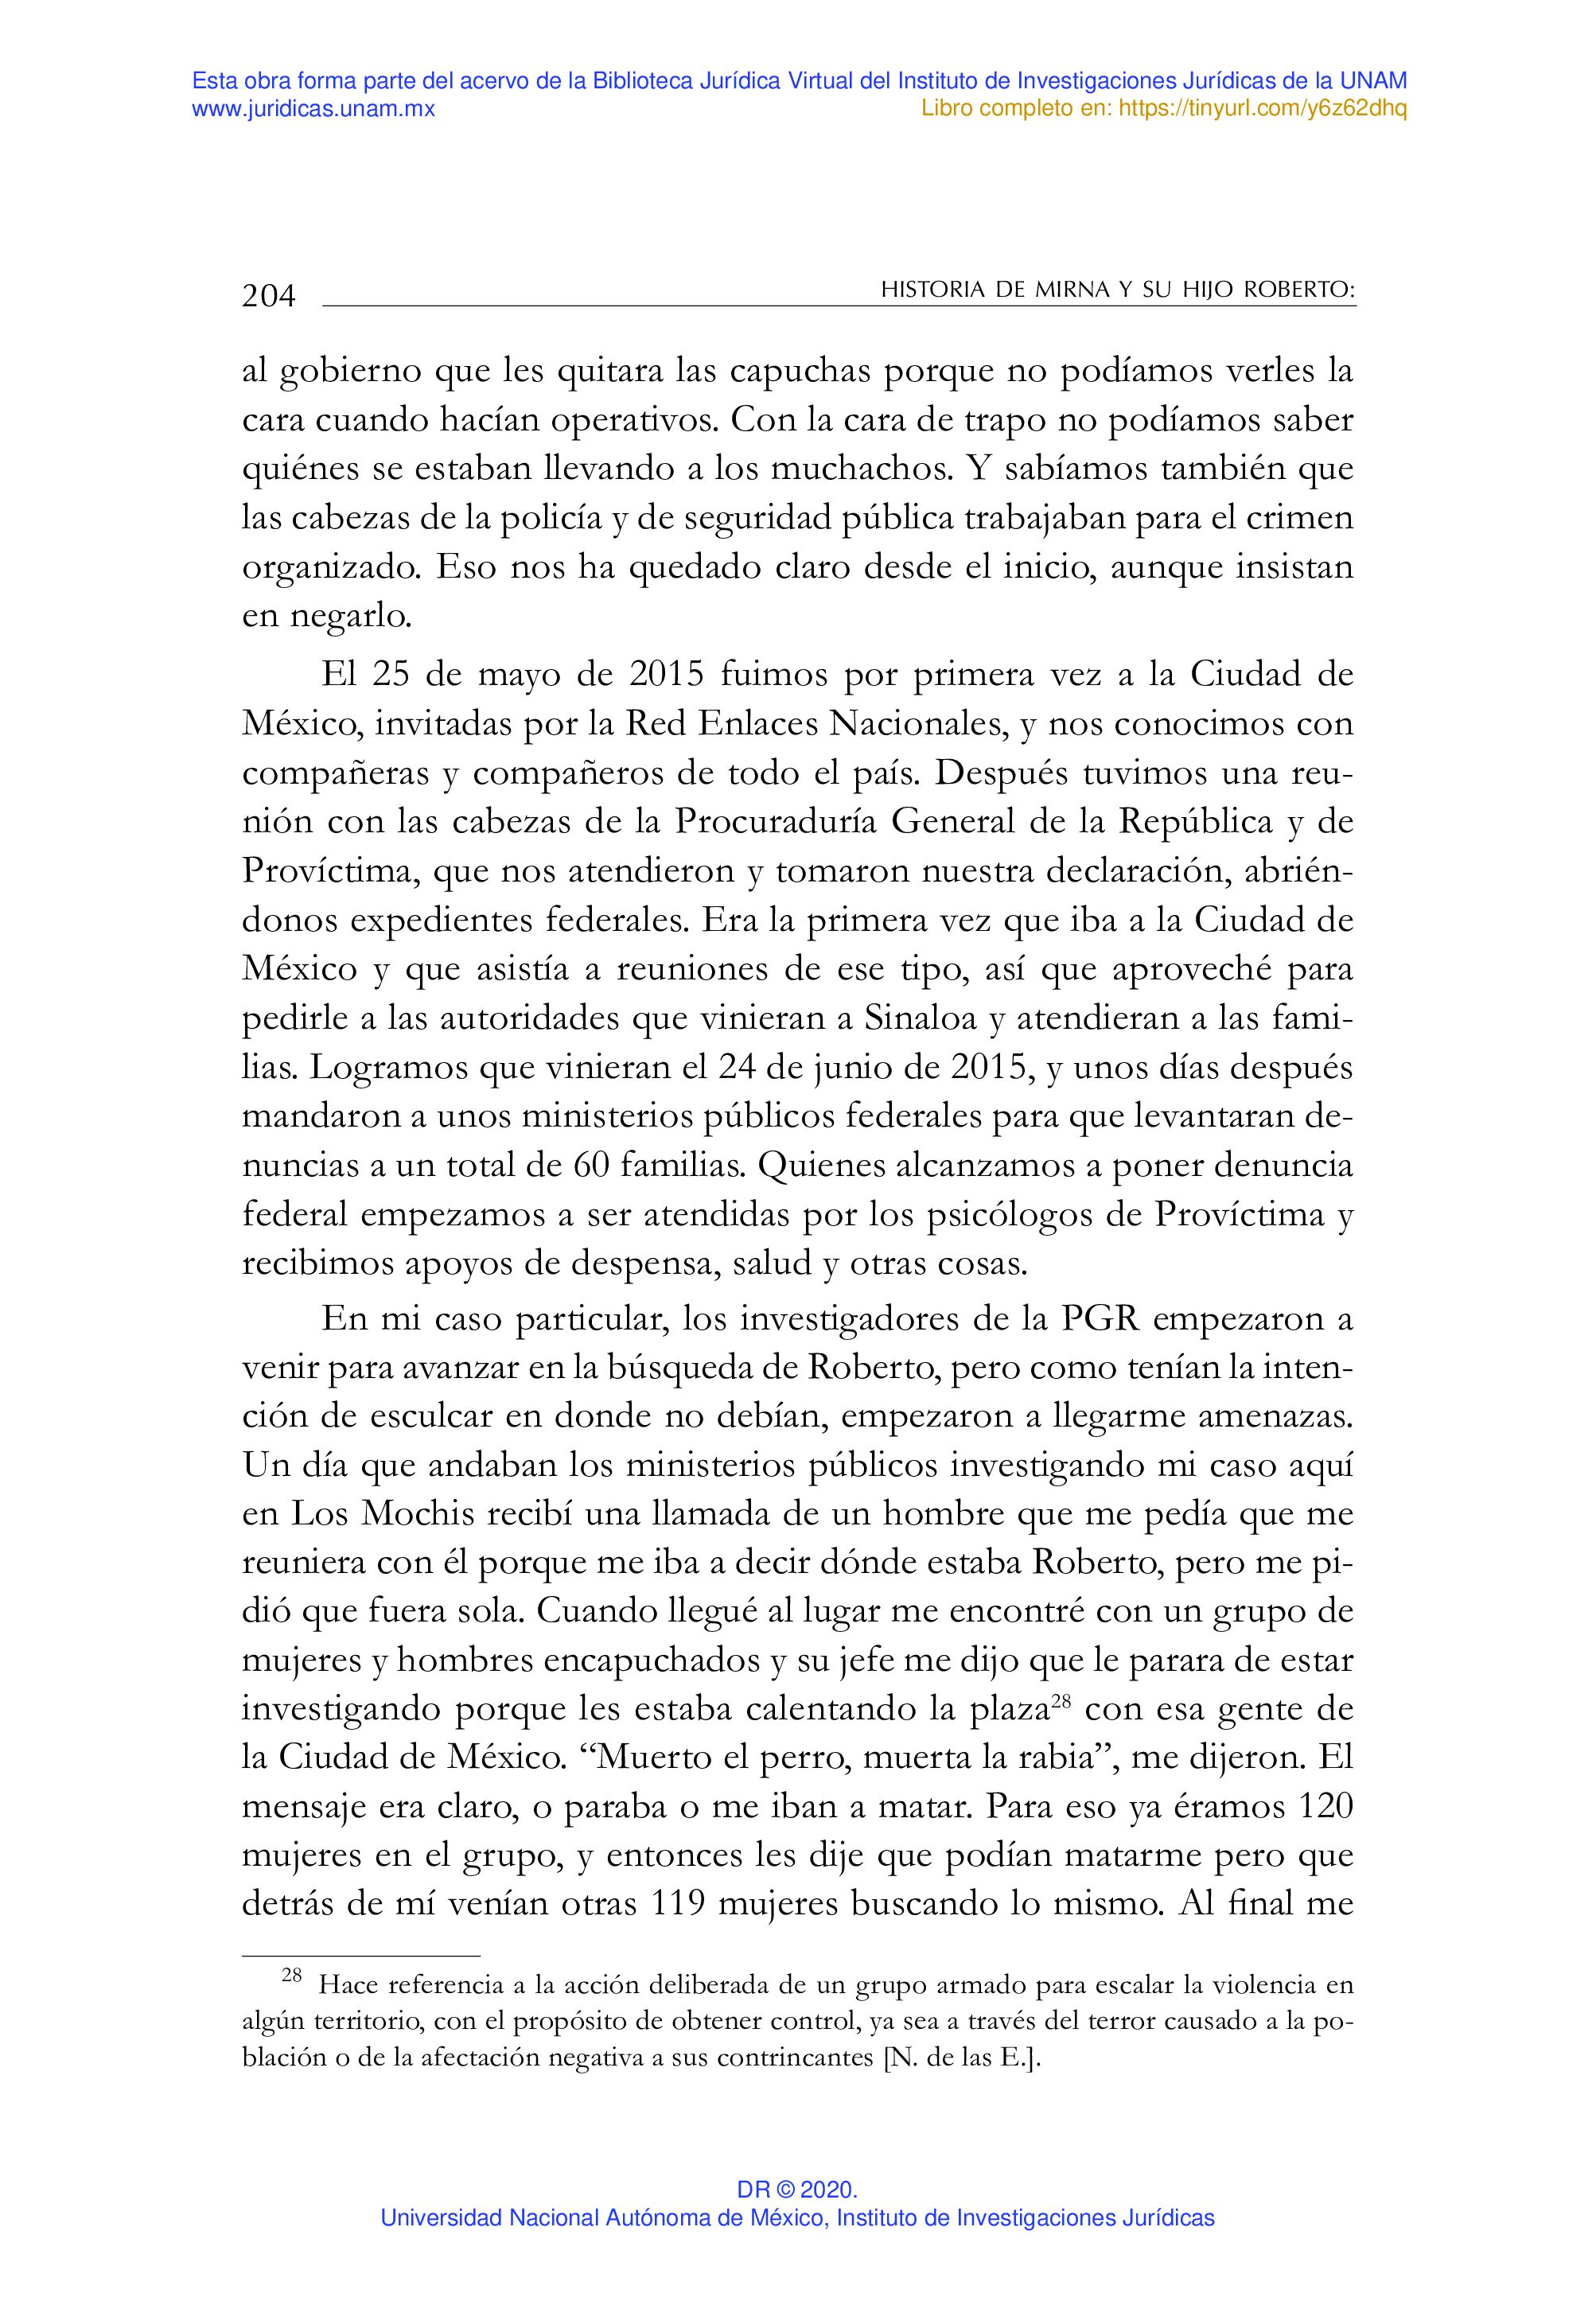 Esta obra forma parte del acervo de la Biblioteca Jurídica Virtual del Instituto de Investigaciones Jurídicas de la UNAM
www.juridicas.unam.mx
Libro completo en: https://tinyurl.com/y6z62dhq
204
HISTORIA DE MIRNA Y SU HIJO ROBERTO:
al gobierno que les quitara las capuchas porque no podíamos verles la
cara cuando hacían operativos. Con la cara de trapo no podíamos saber
quiénes se estaban llevando a los muchachos. Y sabíamos también que
las cabezas de la policía y de seguridad pública trabajaban para el crimen
organizado. Eso nos ha quedado claro desde el inicio, aunque insistan
en negarlo.
El 25 de mayo de 2015 fuimos por primera vez a la Ciudad de
México, invitadas por la Red Enlaces Nacionales, y nos conocimos con
compañeras y compañeros de todo el país. Después tuvimos una reu-
nión con las cabezas de la Procuraduría General de la República y de
Províctima, que nos atendieron y tomaron nuestra declaración, abrién-
donos expedientes federales. Era la primera vez que iba a la Ciudad de
México y que asistía a reuniones de ese tipo, así que aproveché para
pedirle a las autoridades que vinieran a Sinaloa y atendieran a las fami-
lias. Logramos que vinieran el 24 de junio de 2015, y unos días después
mandaron a unos ministerios públicos federales para que levantaran de-
nuncias a un total de 60 familias. Quienes alcanzamos a poner denuncia
federal empezamos a ser atendidas por los psicólogos de Províctima y
recibimos apoyos de despensa, salud y otras cosas.
En mi caso particular, los investigadores de la PGR empezaron a
venir para avanzar en la búsqueda de Roberto, pero como tenían la inten-
ción de esculcar en donde no debían, empezaron a llegarme amenazas.
Un día que andaban los ministerios públicos investigando mi caso aquí
en Los Mochis recibí una llamada de un hombre que me pedía que me
reuniera con él porque me iba a decir dónde estaba Roberto, pero me pi-
dió que fuera sola. Cuando llegué al lugar me encontré con un grupo de
mujeres y hombres encapuchados y su jefe me dijo que le parara de estar
investigando porque les estaba calentando la plaza28 con esa gente de
la Ciudad de México. “Muerto el perro, muerta la rabia”, me dijeron. El
mensaje era claro, o paraba o me iban a matar. Para eso ya éramos 120
mujeres en el grupo, y entonces les dije que podían matarme pero que
detrás de mí venían otras 119 mujeres buscando lo mismo. Al final me
28 Hace referencia a la acción deliberada de un grupo armado para escalar la violencia en
algún territorio, con el propósito de obtener control, ya sea a través del terror causado a la po-
blación o de la afectación negativa a sus contrincantes [N. de las E.].
DR © 2020.
Universidad Nacional Autónoma de México, Instituto de Investigaciones Jurídicas